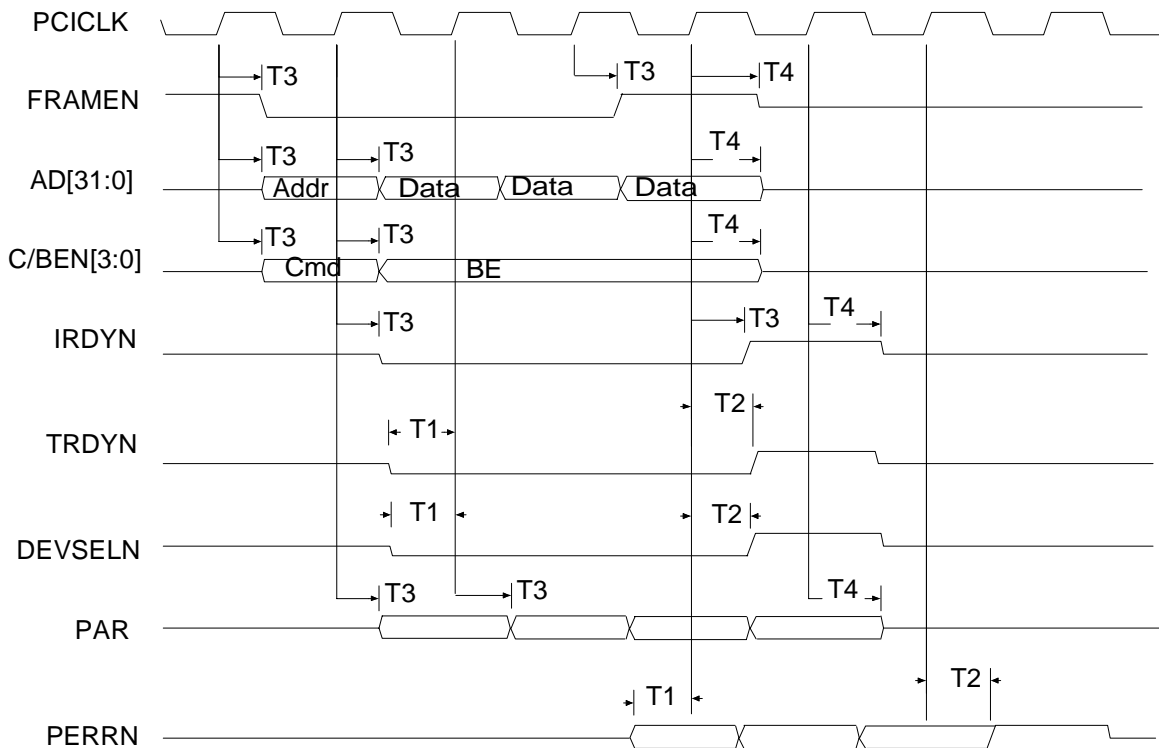 PCICLK
T3 T3 T4
FRAMEN
T3 T3 T4
AD[31:0] Addr Data Data Data
T3 T3 T4
C/BEN[3:0] Cmd BE
T3 T3 T4
IRDYN
T1 T2
TRDYN
T1 T2
DEVSELN
T3 T3 T4
PAR
T1 T2
PERRN